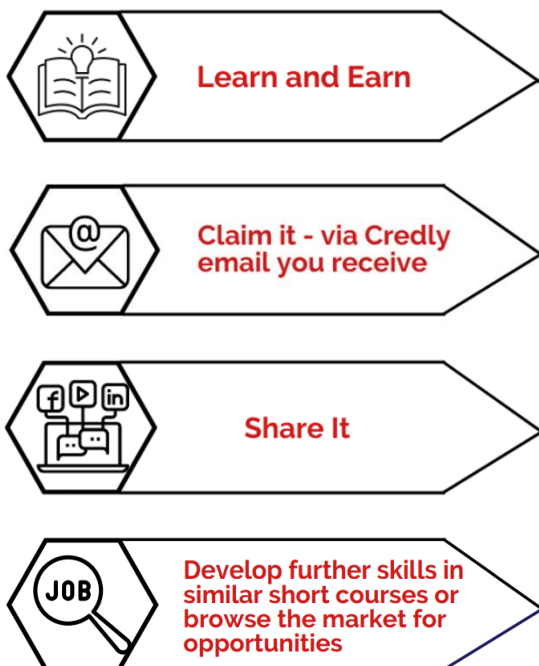 Learn and Earn
@
Claim it - via Credly
email you receive
f
in
Share It
JOB
Develop further skills in
similar short courses or
browse the market for
opportunities